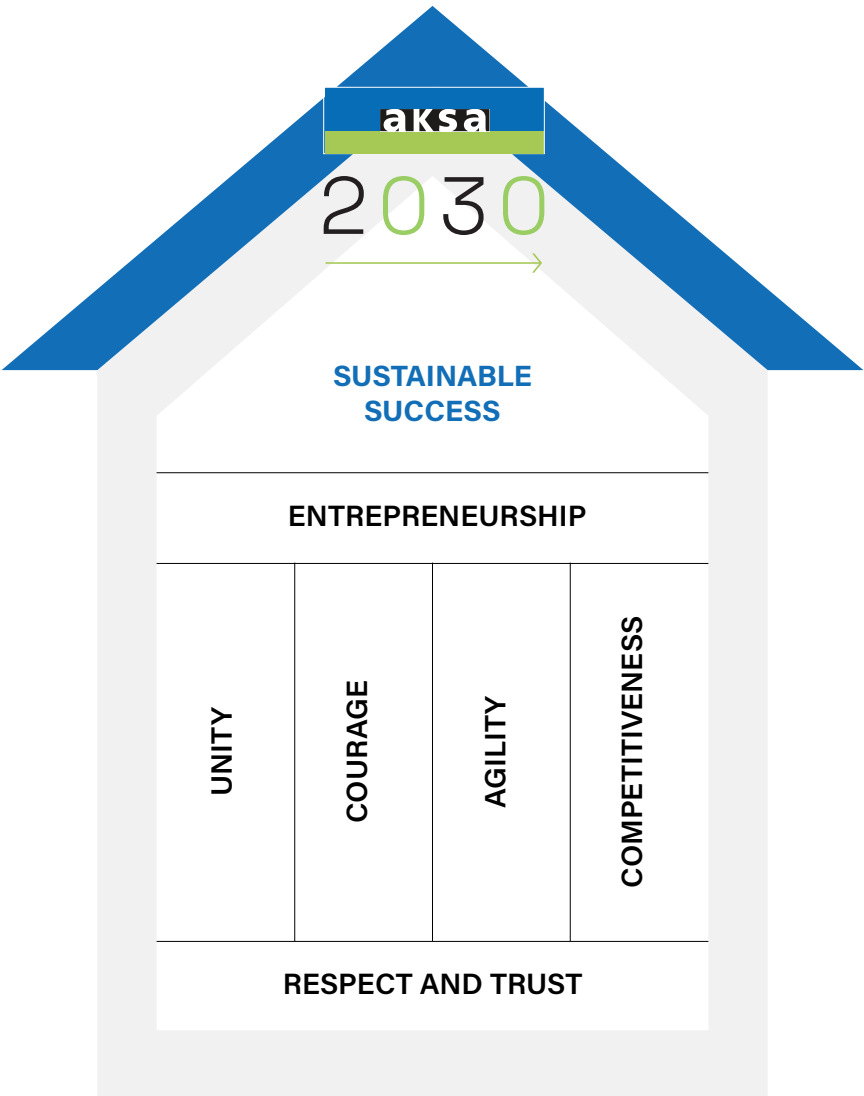 aksa
2030
SUSTAINABLE
SUCCESS
ENTREPRENEURSHIP
UNITY
COURAGE
AGILITY
COMPETITIVENESS
RESPECT AND TRUST